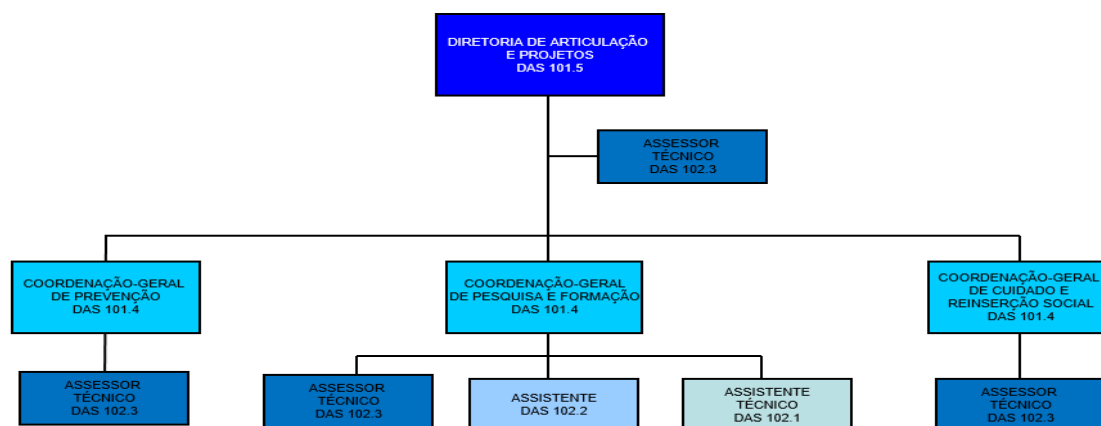 DIRETORIA DE ARTICULAÇÃO
E PROJETOS
DAS 101.5
ASSESSOR
TÉCNICO
DAS 102.3
COORDENAÇÃO-GERAL
DE PREVENÇÃO
DAS 101.4
COORDENAÇÃO-GERAL
DE PESQUISA E FORMAÇÃO
DAS 101.4
COORDENAÇÃO-GERAL
DE CUIDADO E
REINSERÇÃO SOCIAL
DAS 101.4
ASSESSOR
TÉCNICO
DAS 102.3
ASSESSOR
TÉCNICO
DAS 102.3
ASSISTENTE
DAS 102.2
ASSISTENTE
TÉCNICO
DAS 102.1
ASSESSOR
TÉCNICO
DAS 102.3